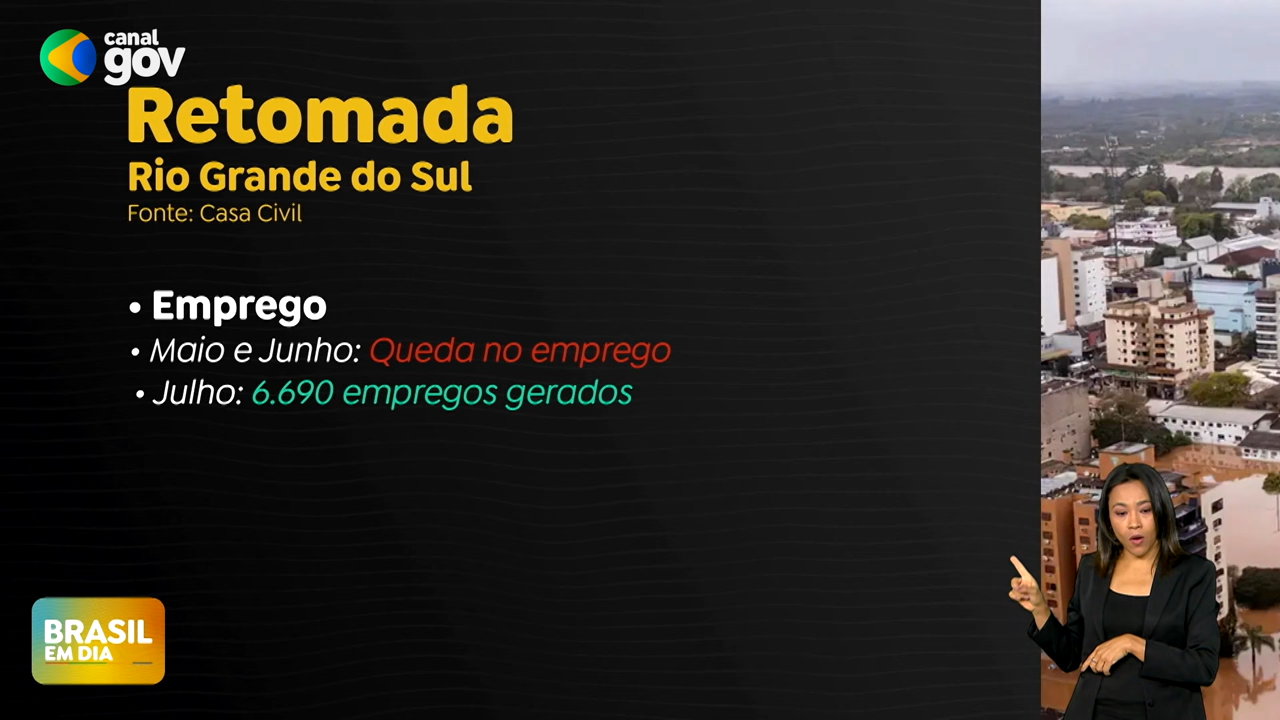 canal
gov
Retomada
Rio Grande do Sul
Fonte: Casa Civil
• Emprego
• Maio e Junho: Queda no emprego
• Julho: 6.690 empregos gerados
BRASIL
EM DIA